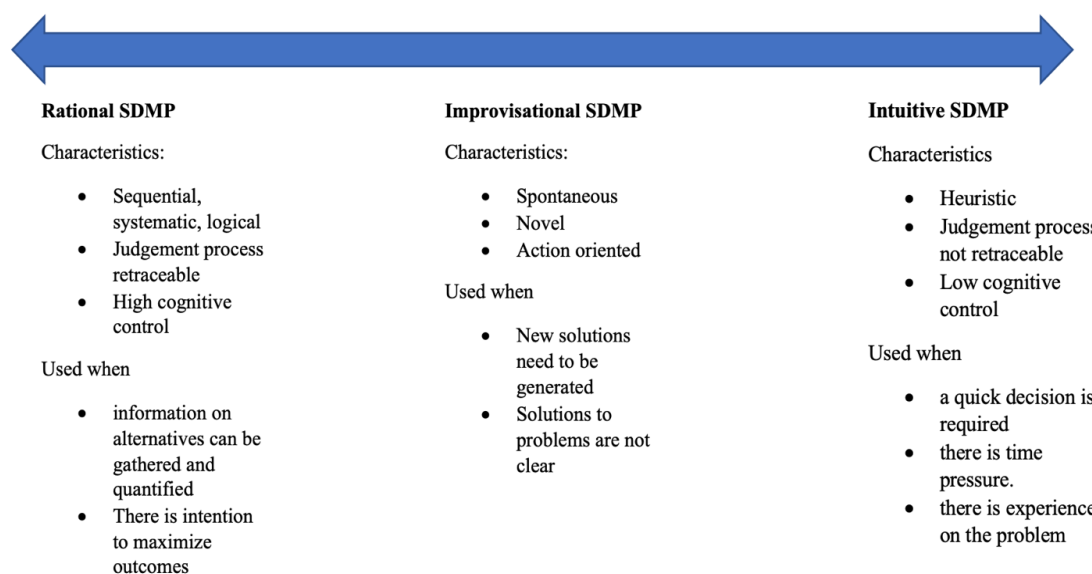 Rational SDMP
Characteristics:
• Sequential,
systematic, logical
• Judgement process
retraceable
• High cognitive
control
Used when
• information on
alternatives can be
gathered and
quantified
• There is intention
to maximize
outcomes
Improvisational SDMP
Characteristics:
• Spontaneous
• Novel
• Action oriented
Used when
• New solutions
need to be
generated
• Solutions to
problems are not
clear
Intuitive SDMP
Characteristics
• Heuristic
• Judgement process
not retraceable
• Low cognitive
control
Used when
• a quick decision is
required
• there is time
pressure.
• there is experience
on the problem